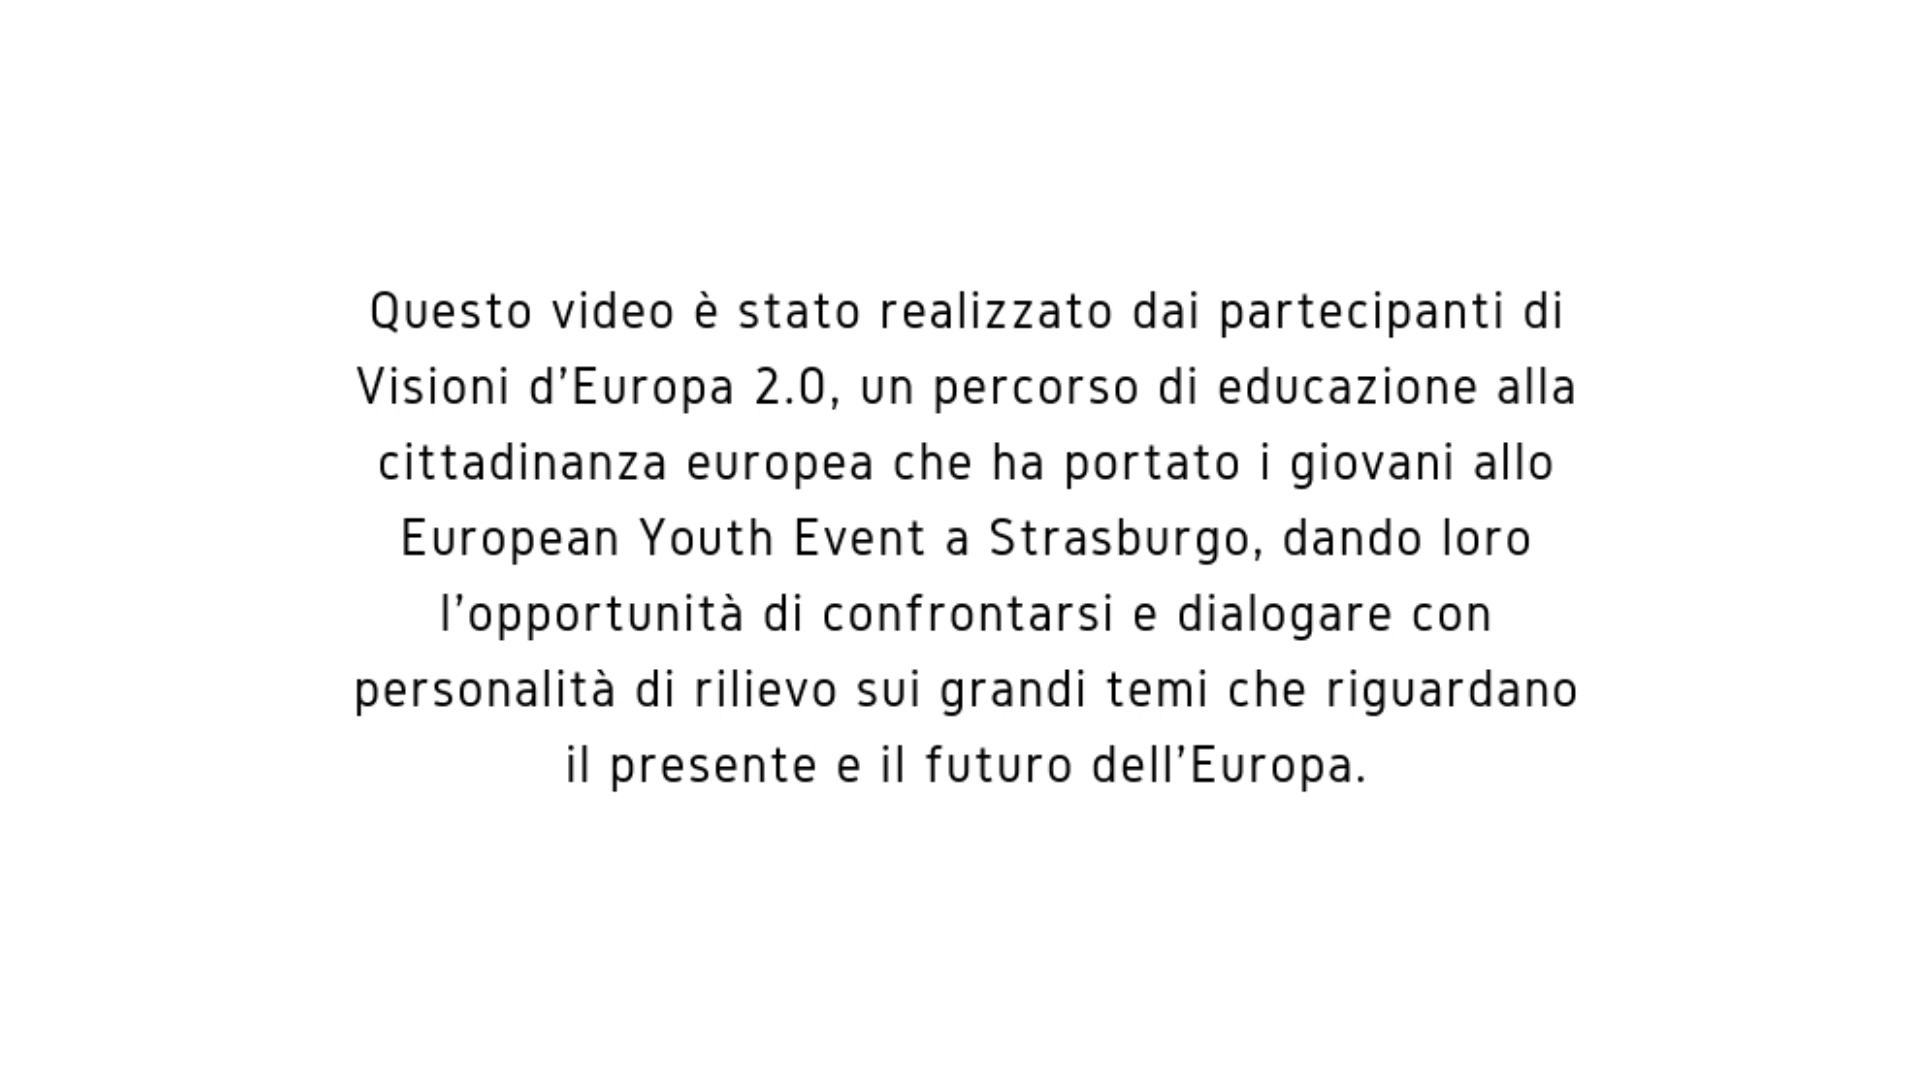 Questo video è stato realizzato dai partecipanti di
Visioni d’Europa 2.0, un percorso di educazione alla
cittadinanza europea che ha portato i giovani allo
European Youth Event a Strasburgo, dando loro
l’opportunità di confrontarsi e dialogare con
personalità di rilievo sui grandi temi che riguardano
il presente e il futuro dell’Europa.